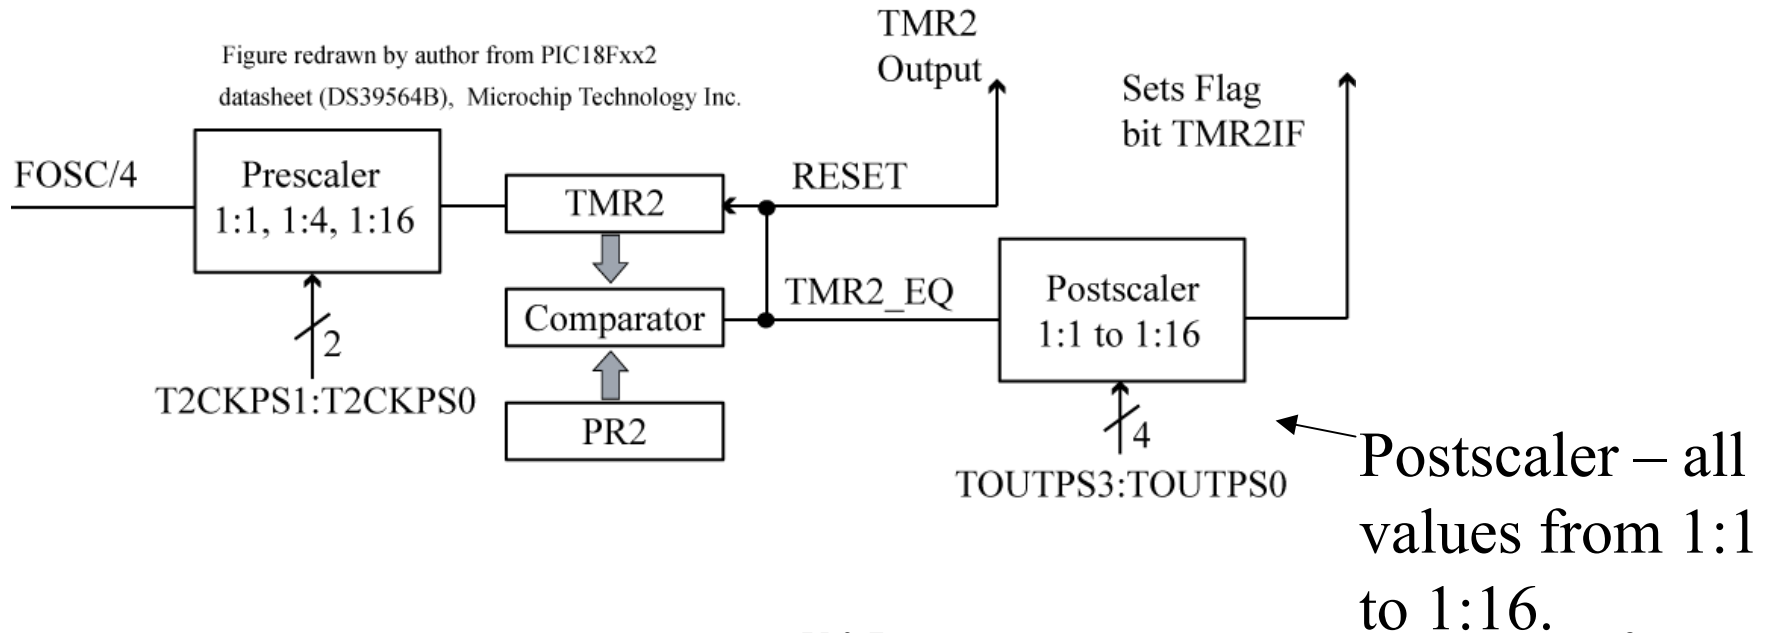 TMR2
Output
Figure redrawn by author from PIC18Fxx2
datasheet (DS39564B), Microchip Technology Inc.
Sets Flag
bit TMR2IF
FOSC/4
Prescaler
1:1, 1:4, 1:16
TMR2
RESET
Comparator
TMR2_EQ
Postscaler
1:1 to 1:16
2
T2CKPS1:T2CKPS0
PR2
4
TOUTPS3:TOUTPS0
Postscaler – all
values from 1:1
to 1:16.